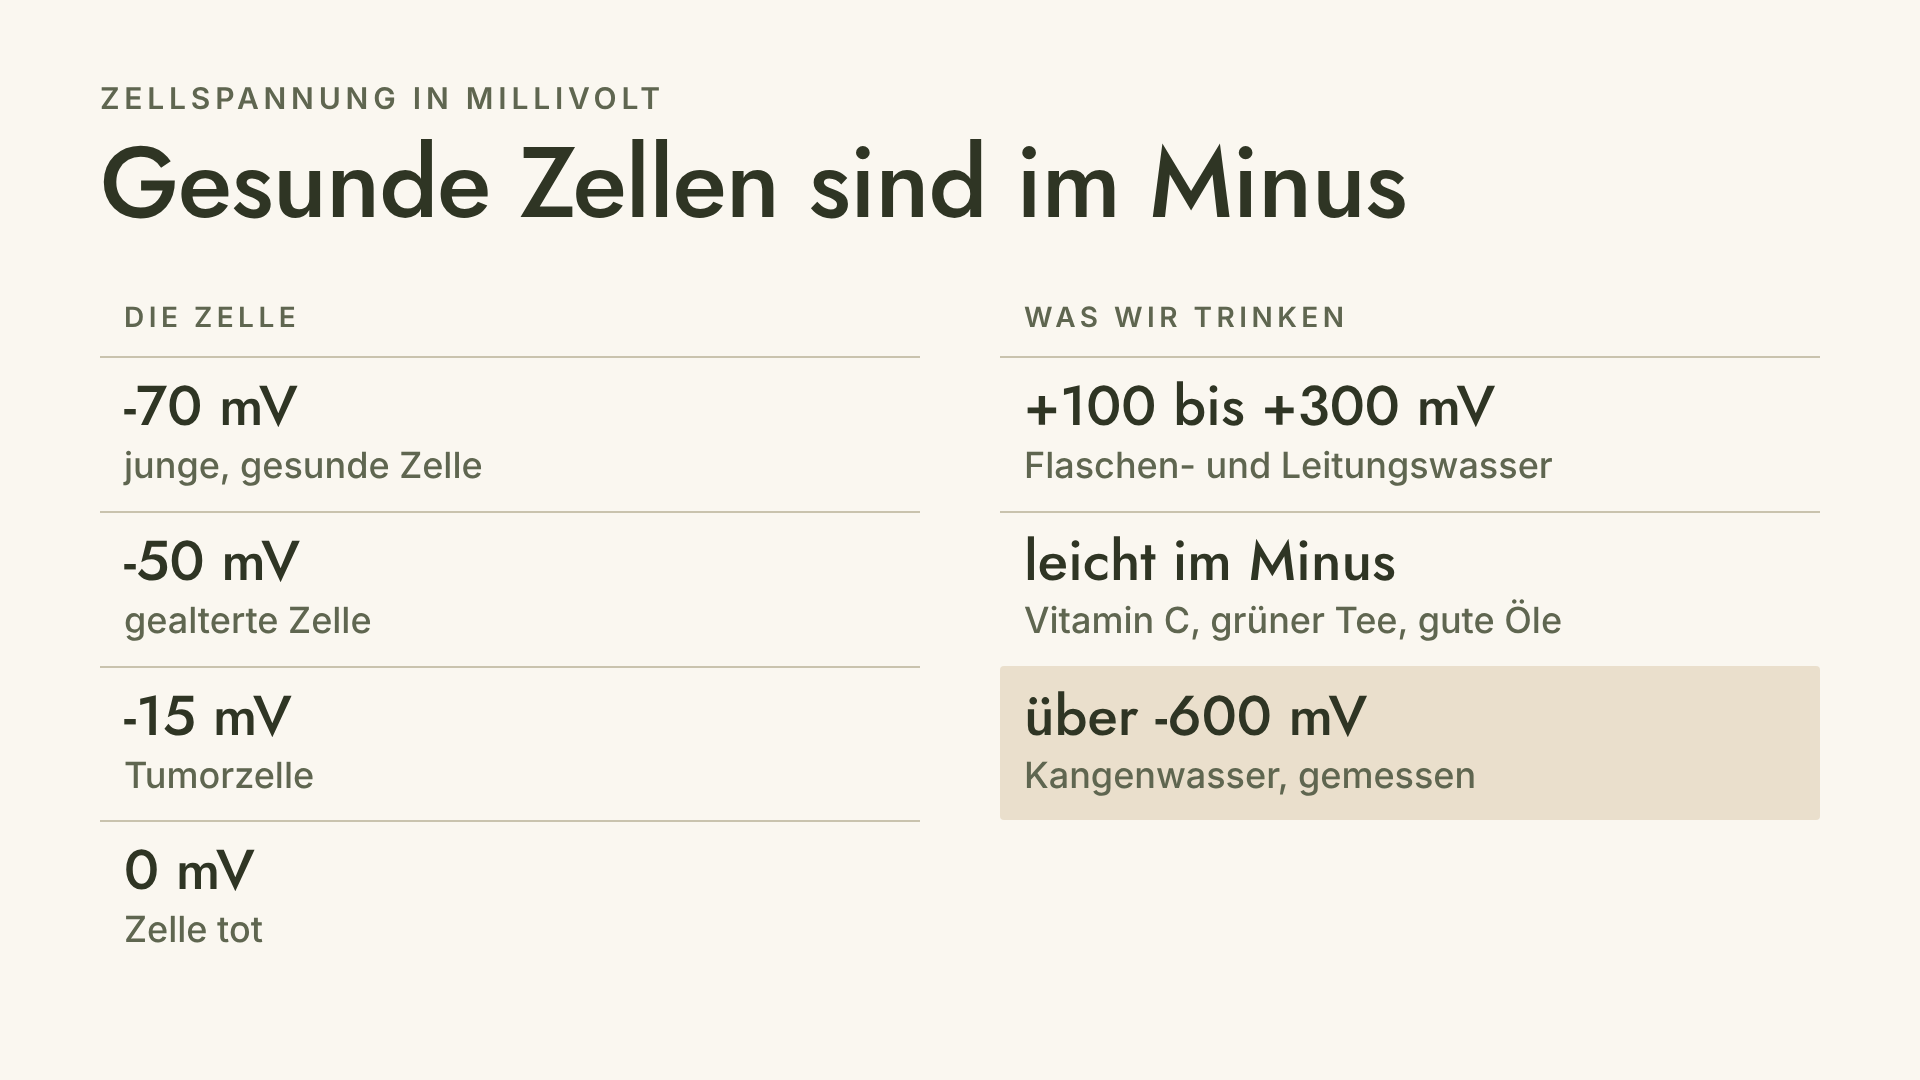 ZELLSPANNUNG IN MILLIVOLT
Gesunde Zellen sind im Minus
DIE ZELLE
-70 mV
junge, gesunde Zelle
-50 mV
gealterte Zelle
-15 mV
Tumorzelle
0 mV
Zelle tot
WAS WIR TRINKEN
+100 bis +300 mV
Flaschen- und Leitungswasser
leicht im Minus
Vitamin C, grüner Tee, gute Öle
über -600 mV
Kangenwasser, gemessen